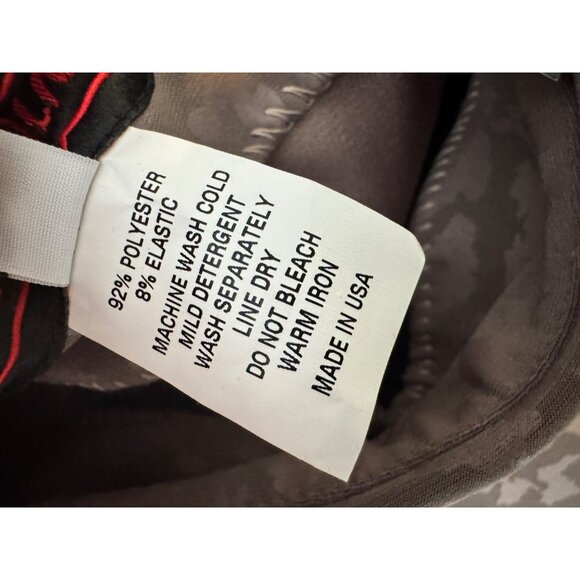 92% POLYESTER
8% ELASTIC
MACHINE WASH COLD
MILD DETERGENT
WASH SEPARATELY
LINE DRY
DO NOT BLEACH
WARM IRON
MADE IN USA